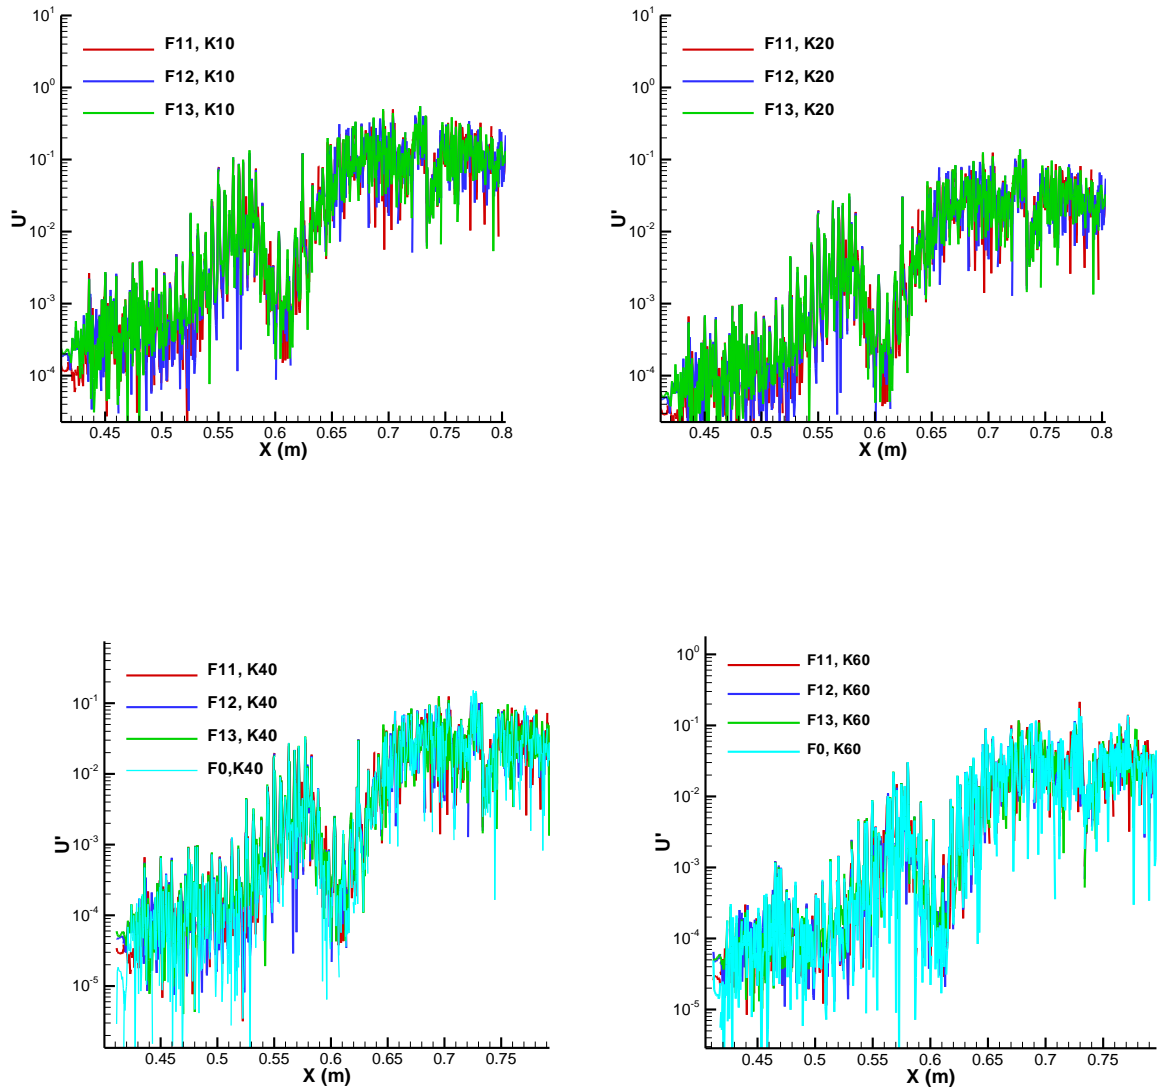 10^1
10^0
10^-1
10^-2
10^-3
10^-4
U'
F11, K10
F12, K10
F13, K10
0.45 0.5 0.55 0.6 0.65 0.7 0.75 0.8
X (m)
10^1
10^0
10^-1
10^-2
10^-3
10^-4
U'
F11, K20
F12, K20
F13, K20
0.45 0.5 0.55 0.6 0.65 0.7 0.75 0.8
X (m)
10^-1
10^-2
10^-3
10^-4
10^-5
U'
F11, K40
F12, K40
F13, K40
F0,K40
0.45 0.5 0.55 0.6 0.65 0.7 0.75
X (m)
10^0
10^-1
10^-2
10^-3
10^-4
10^-5
U'
F11, K60
F12, K60
F13, K60
F0, K60
0.45 0.5 0.55 0.6 0.65 0.7 0.75
X (m)